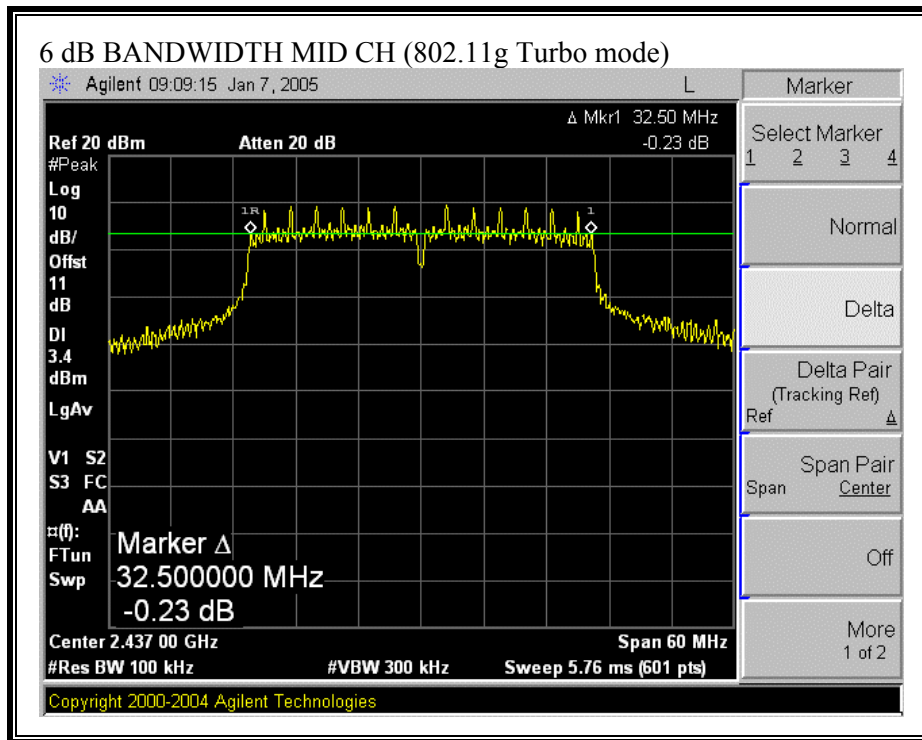 6 dB BANDWIDTH MID CH (802.11g Turbo mode)
Agilent 09:09:15 Jan 7, 2005 L
Δ Mkr1 32.50 MHz
Ref 20 dBm Atten 20 dB -0.23 dB
#Peak
Log
10
dB/
Offst
11
dB
DI
3.4
dBm
LgAv
V1 S2
S3 FC
AA
¤(f):
FTun
Swp
1R
1
Marker Δ
32.500000 MHz
-0.23 dB
Center 2.437 00 GHz Span 60 MHz
#Res BW 100 kHz #VBW 300 kHz Sweep 5.76 ms (601 pts)
Copyright 2000-2004 Agilent Technologies
Marker
Select Marker
1 2 3 4
Normal
Delta
Delta Pair
(Tracking Ref)
Ref Δ
Span Pair
Span Center
Off
More
1 of 2